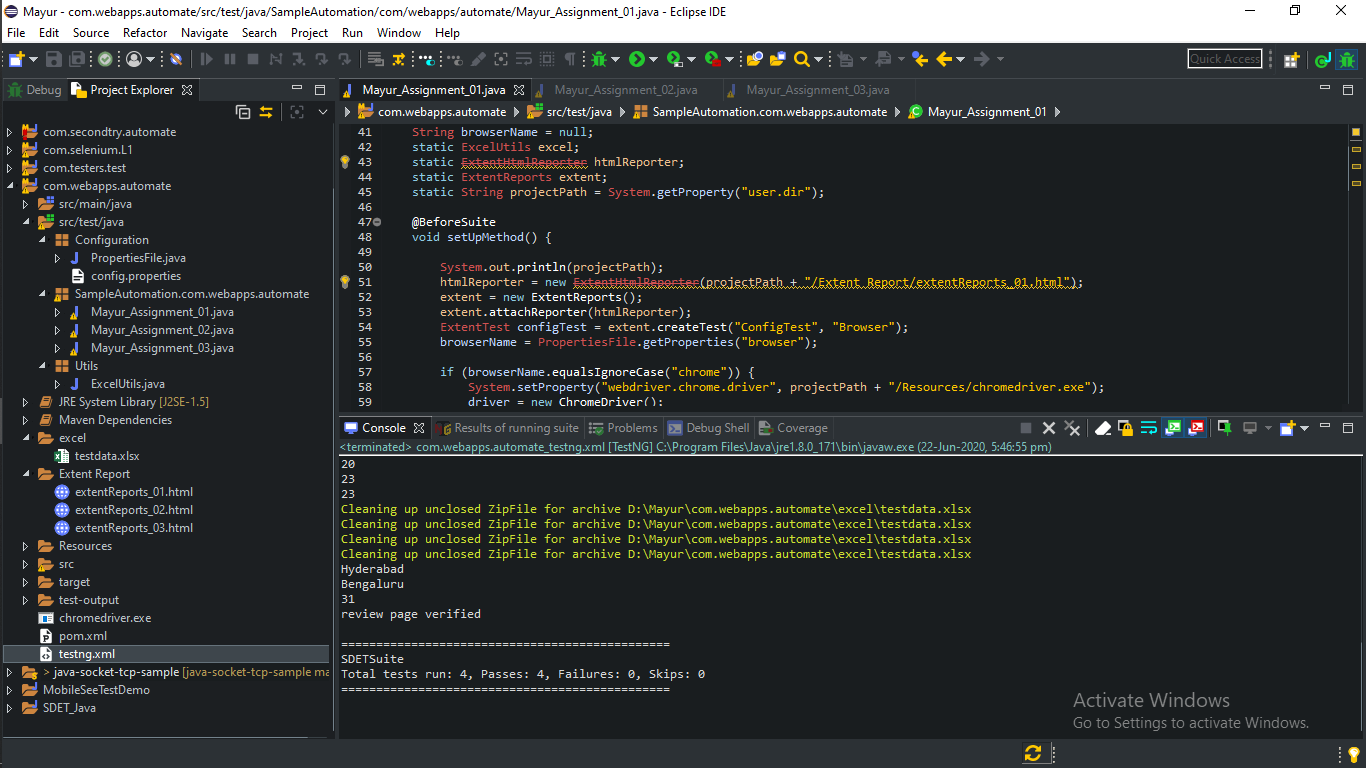 Mayur - com.webapps.automate/src/test/java/SampleAutomation/com/webapps/automate/Mayur_Assignment_01.java - Eclipse IDE
File Edit Source Refactor Navigate Search Project Run Window Help
Quick Access
Debug Project Explorer
Mayur_Assignment_01.java Mayur_Assignment_02.java Mayur_Assignment_03.java
com.webapps.automate src/test/java SampleAutomation.com.webapps.automate Mayur_Assignment_01
com.secondtry.automate
com.selenium.L1
com.testers.test
com.webapps.automate
src/main/java
src/test/java
Configuration
PropertiesFile.java
config.properties
SampleAutomation.com.webapps.automate
Mayur_Assignment_01.java
Mayur_Assignment_02.java
Mayur_Assignment_03.java
Utils
ExcelUtils.java
JRE System Library [J2SE-1.5]
Maven Dependencies
excel
testdata.xlsx
Extent Report
extentReports_01.html
extentReports_02.html
extentReports_03.html
Resources
src
target
test-output
chromedriver.exe
pom.xml
testng.xml
> java-socket-tcp-sample [java-socket-tcp-sample ma
MobileSeeTestDemo
SDET_Java
41 String browserName = null;
42 static ExcelUtils excel;
43 static ExtentHtmlReporter htmlReporter;
44 static ExtentReports extent;
45 static String projectPath = System.getProperty("user.dir");
46
47 @BeforeSuite
48 void setUpMethod() {
49
50 System.out.println(projectPath);
51 htmlReporter = new ExtentHtmlReporter(projectPath + "/Extent Report/extentReports_01.html");
52 extent = new ExtentReports();
53 extent.attachReporter(htmlReporter);
54 ExtentTest configTest = extent.createTest("ConfigTest", "Browser");
55 browserName = PropertiesFile.getProperties("browser");
56
57 if (browserName.equalsIgnoreCase("chrome")) {
58 System.setProperty("webdriver.chrome.driver", projectPath + "/Resources/chromedriver.exe");
59 driver = new ChromeDriver();
Console Results of running suite Problems Debug Shell Coverage
<terminated> com.webapps.automate_testng.xml [TestNG] C:\Program Files\Java\jre1.8.0_171\bin\javaw.exe (22-Jun-2020, 5:46:55 pm)
20
23
23
Cleaning up unclosed ZipFile for archive D:\Mayur\com.webapps.automate\excel\testdata.xlsx
Cleaning up unclosed ZipFile for archive D:\Mayur\com.webapps.automate\excel\testdata.xlsx
Cleaning up unclosed ZipFile for archive D:\Mayur\com.webapps.automate\excel\testdata.xlsx
Cleaning up unclosed ZipFile for archive D:\Mayur\com.webapps.automate\excel\testdata.xlsx
Hyderabad
Bengaluru
31
review page verified
===============================================
SDETSuite
Total tests run: 4, Passes: 4, Failures: 0, Skips: 0
===============================================
Activate Windows
Go to Settings to activate Windows.